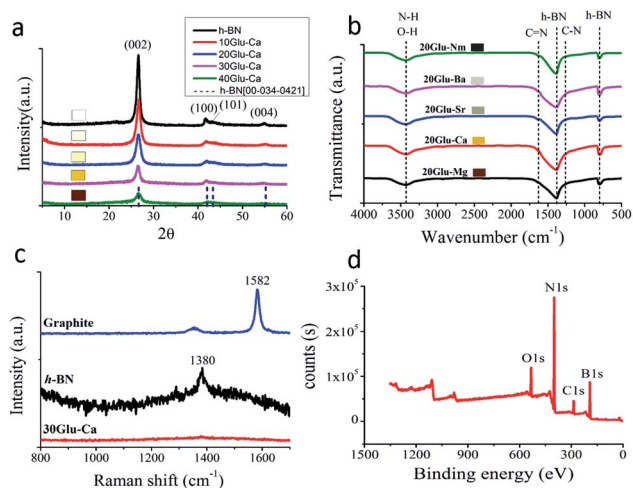 a
h-BN
10Glu-Ca
20Glu-Ca
30Glu-Ca
40Glu-Ca
h-BN[00-034-0421]
(002)
(100)
(101)
(004)
Intensity(a.u.)
10 20 30 40 50 60
2θ
b
N-H
O-H
C=N
h-BN
C-N
h-BN
20Glu-Nm
20Glu-Ba
20Glu-Sr
20Glu-Ca
20Glu-Mg
Transmittance (a.u.)
4000 3500 3000 2500 2000 1500 1000 500
Wavenumber (cm-1)
c
1582
Graphite
1380
h-BN
30Glu-Ca
Intensity (a.u.)
800 1000 1200 1400 1600
Raman shift (cm-1)
d
N1s
O1s
B1s
C1s
counts (s)
3x10⁵
2x10⁵
1x10⁵
0
1500 1200 900 600 300 0
Binding energy (eV)